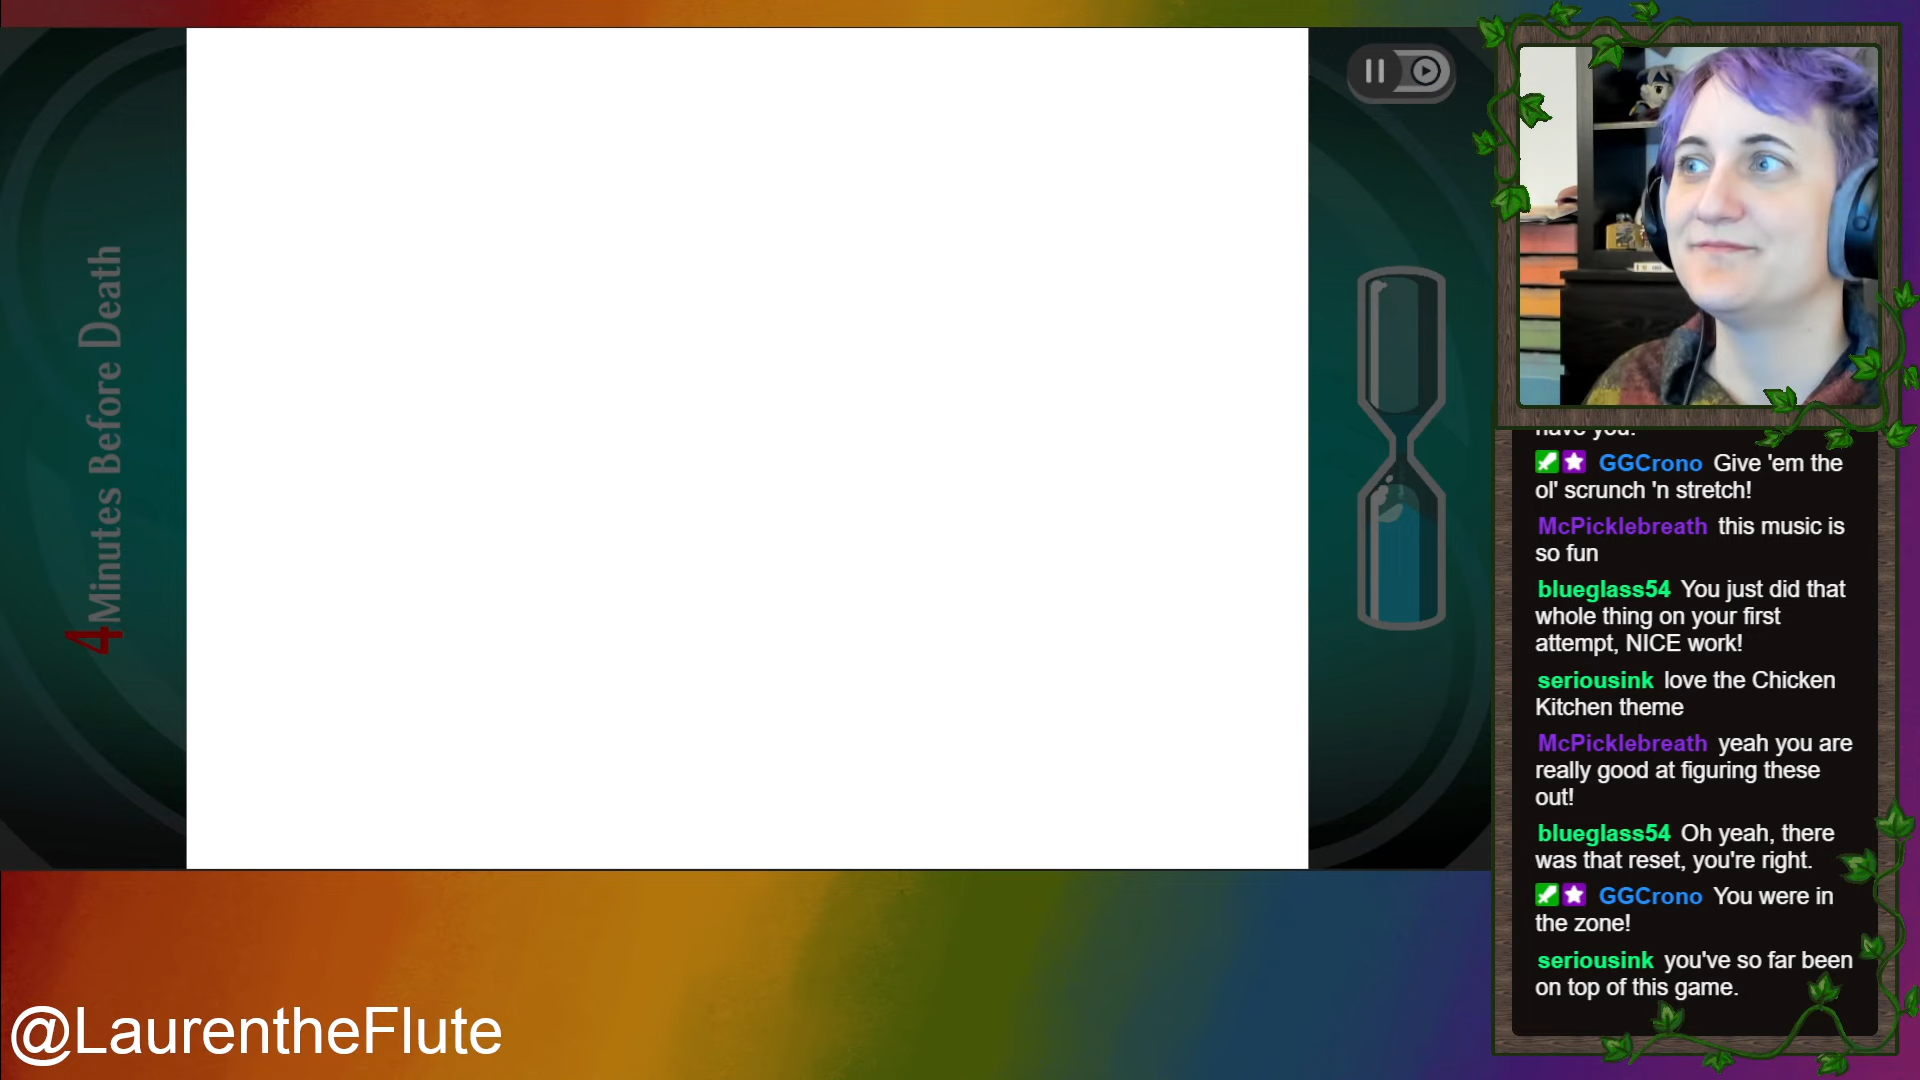 4 Minutes Before Death
have you!
GGCrono Give 'em the
ol' scrunch 'n stretch!
McPicklebreath this music is
so fun
blueglass54 You just did that
whole thing on your first
attempt, NICE work!
seriousink love the Chicken
Kitchen theme
McPicklebreath yeah you are
really good at figuring these
out!
blueglass54 Oh yeah, there
was that reset, you're right.
GGCrono You were in
the zone!
seriousink you've so far been
on top of this game.
@LaurentheFlute